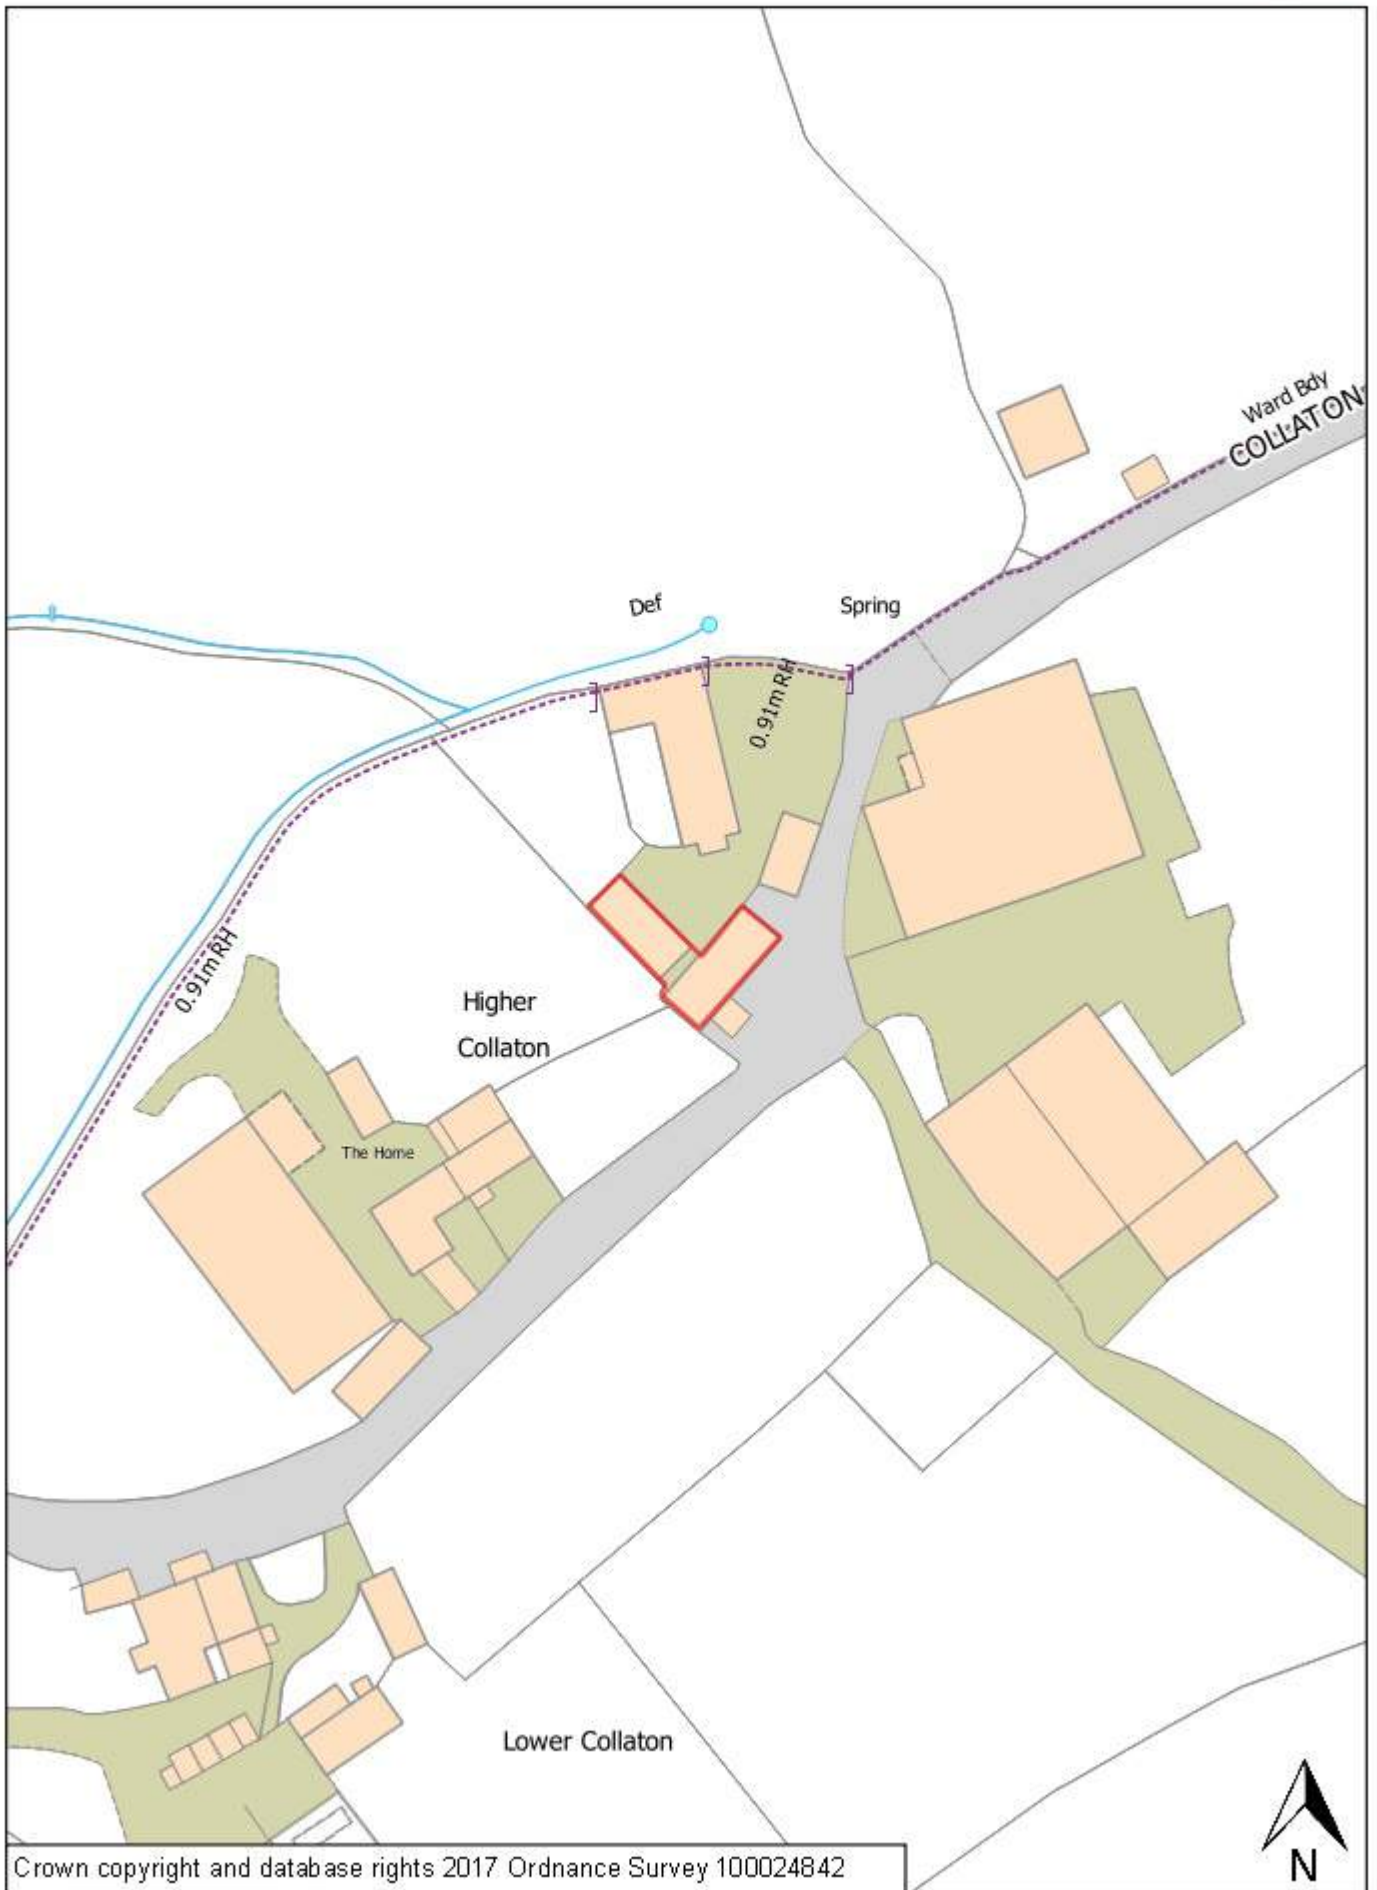 Ward Bdy
COLLATON
Def
Spring
0.91m RH
0.91m RH
Higher
Collaton
The Home
Lower Collaton
N
Crown copyright and database rights 2017 Ordnance Survey 100024842